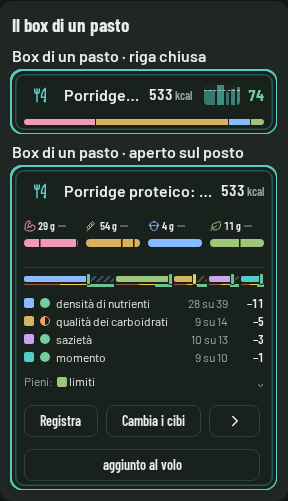 Il box di un pasto
Box di un pasto · riga chiusa
Porridge... 533 kcal 74
Box di un pasto · aperto sul posto
Porridge proteico: ... 533 kcal
29 g — 54 g — 4 g — 11 g —
densità di nutrienti 28 su 39 −11
qualità dei carboidrati 9 su 14 −5
sazietà 10 su 13 −3
momento 9 su 10 −1
Pieni: limiti
Registra Cambia i cibi
aggiunto al volo